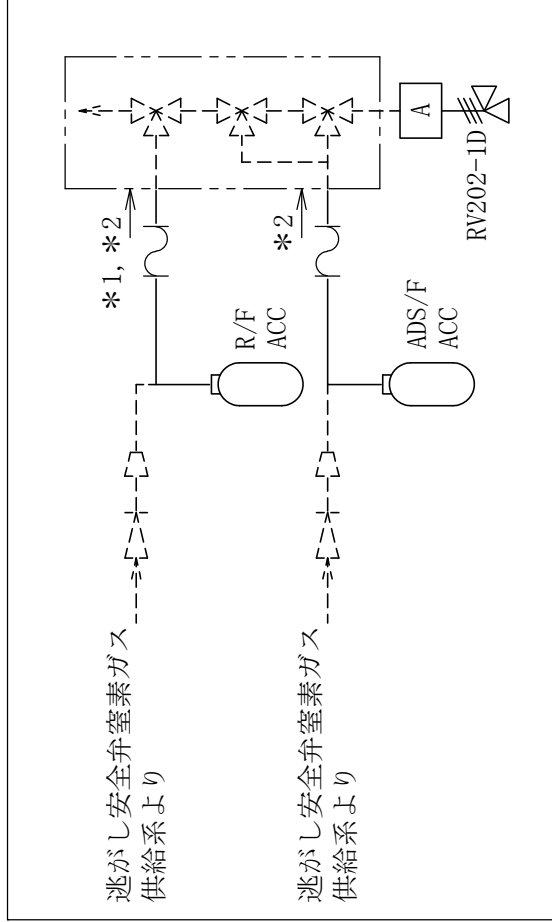 逃がし安全弁窒素ガス
供給系より
R/F
ACC
*1, *2
逃がし安全弁窒素ガス
供給系より
ADS/F
ACC
*2
A
RV202-1D